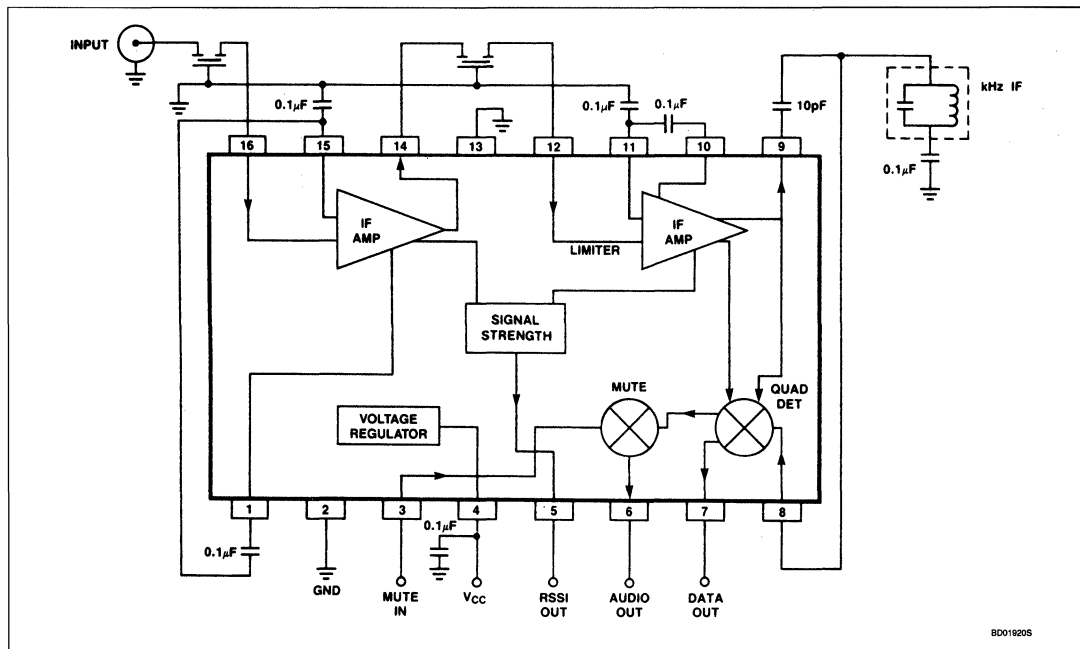 INPUT
kHz IF
0.1μF
0.1μF
0.1μF
10pF
0.1μF
16
15
14
13
12
11
10
9
IF
AMP
LIMITER
IF
AMP
SIGNAL
STRENGTH
MUTE
QUAD
DET
VOLTAGE
REGULATOR
1
2
3
4
5
6
7
8
0.1μF
0.1μF
GND
MUTE
IN
VCC
RSSI
OUT
AUDIO
OUT
DATA
OUT
BD01920S